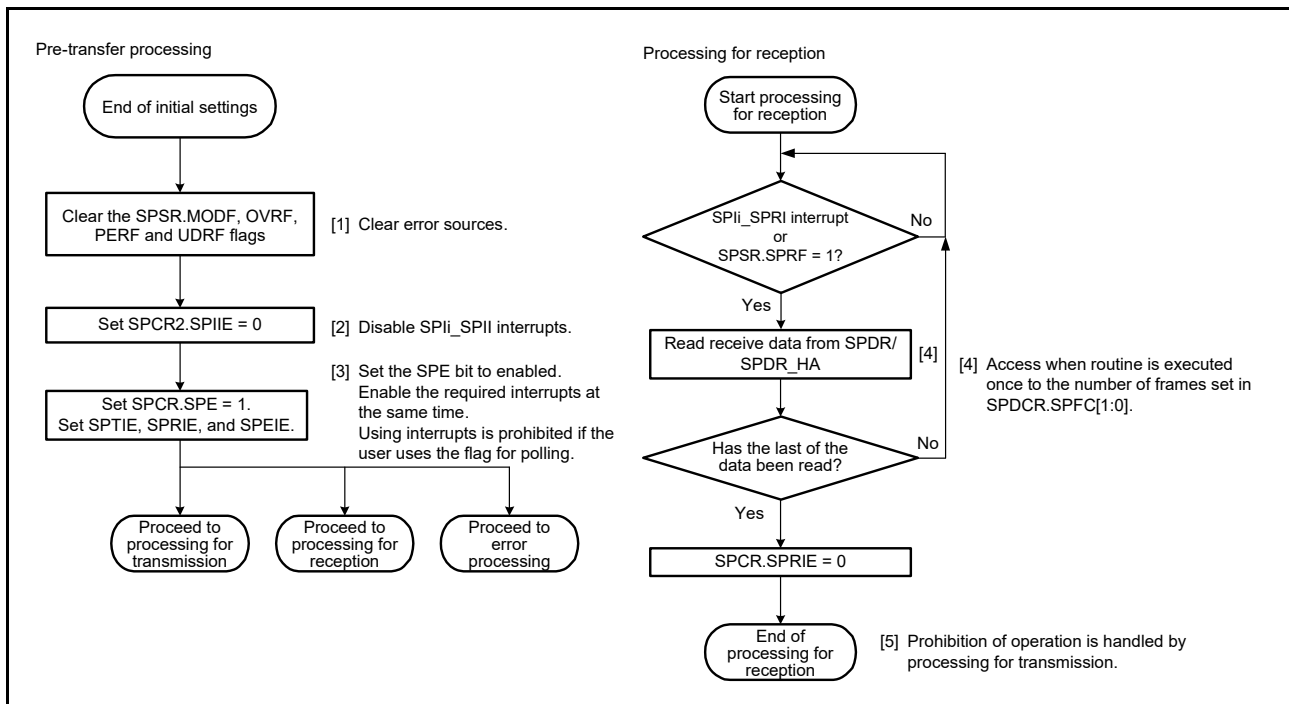 Pre-transfer processing
End of initial settings
Clear the SPSR.MODF, OVRF,
PERF and UDRF flags
[1] Clear error sources.
Set SPCR2.SPIIE = 0
[2] Disable SPIi_SPII interrupts.
Set SPCR.SPE = 1.
Set SPTIE, SPRIE, and SPEIE.
[3] Set the SPE bit to enabled.
Enable the required interrupts at
the same time.
Using interrupts is prohibited if the
user uses the flag for polling.
Proceed to
processing for
transmission
Proceed to
processing for
reception
Proceed to
error
processing
Processing for reception
Start processing
for reception
SPIi_SPRI interrupt
or
SPSR.SPRF = 1?
No
Yes
Read receive data from SPDR/
SPDR_HA
[4]
[4] Access when routine is executed
once to the number of frames set in
SPDCR.SPFC[1:0].
Has the last of the
data been read?
No
Yes
SPCR.SPRIE = 0
End of
processing for
reception
[5] Prohibition of operation is handled by
processing for transmission.